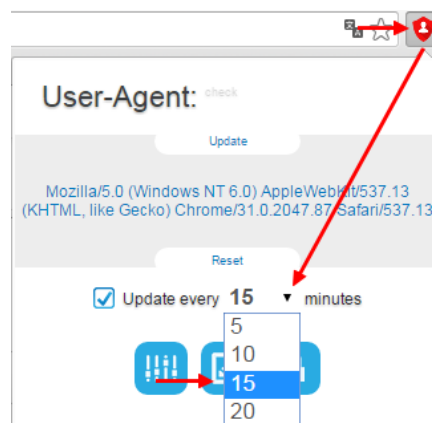 User-Agent: check
Update
Mozilla/5.0 (Windows NT 6.0) AppleWebKit/537.13
(KHTML, like Gecko) Chrome/31.0.2047.87 Safari/537.13
Reset
Update every 15 minutes
5
10
15
20